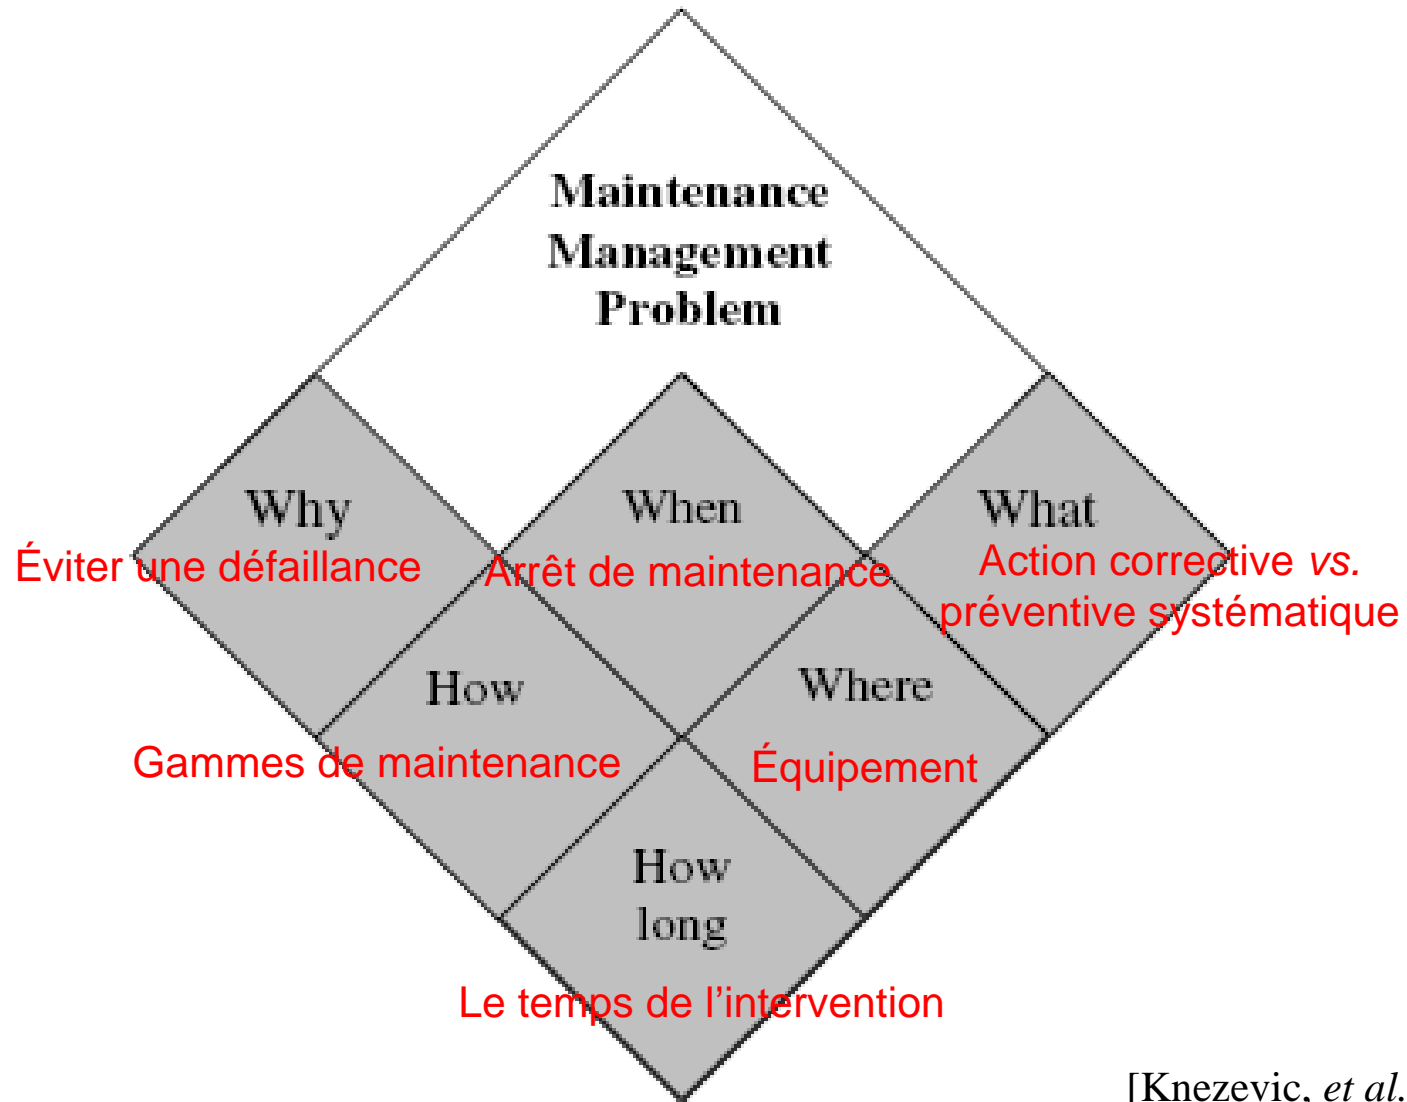 Maintenance
Management
Problem
Why
When
What
Éviter une défaillance
Arrêt de maintenance
Action corrective vs.
préventive systématique
How
Where
Gammes de maintenance
Équipement
How
long
Le temps de l'intervention
[Knezevic, et al.